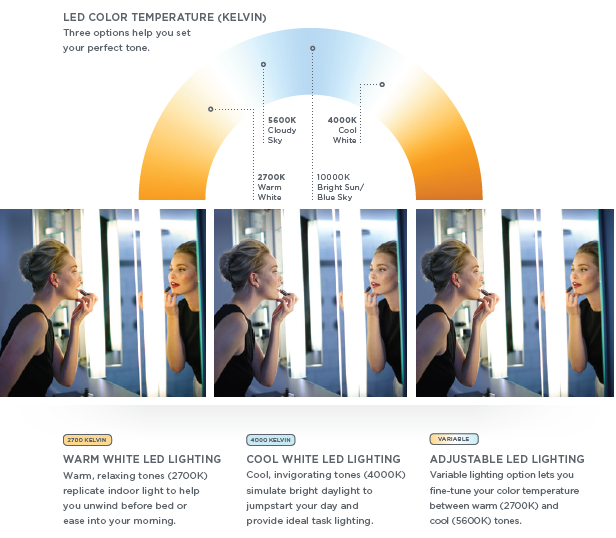 LED COLOR TEMPERATURE (KELVIN)
Three options help you set
your perfect tone.
5600K
Cloudy
Sky
4000K
Cool
White
2700K
Warm
White
10000K
Bright Sun/
Blue Sky
2700 KELVIN
WARM WHITE LED LIGHTING
Warm, relaxing tones (2700K)
replicate indoor light to help
you unwind before bed or
ease into your morning.
4000 KELVIN
COOL WHITE LED LIGHTING
Cool, invigorating tones (4000K)
simulate bright daylight to
jumpstart your day and
provide ideal task lighting.
VARIABLE
ADJUSTABLE LED LIGHTING
Variable lighting option lets you
fine-tune your color temperature
between warm (2700K) and
cool (5600K) tones.